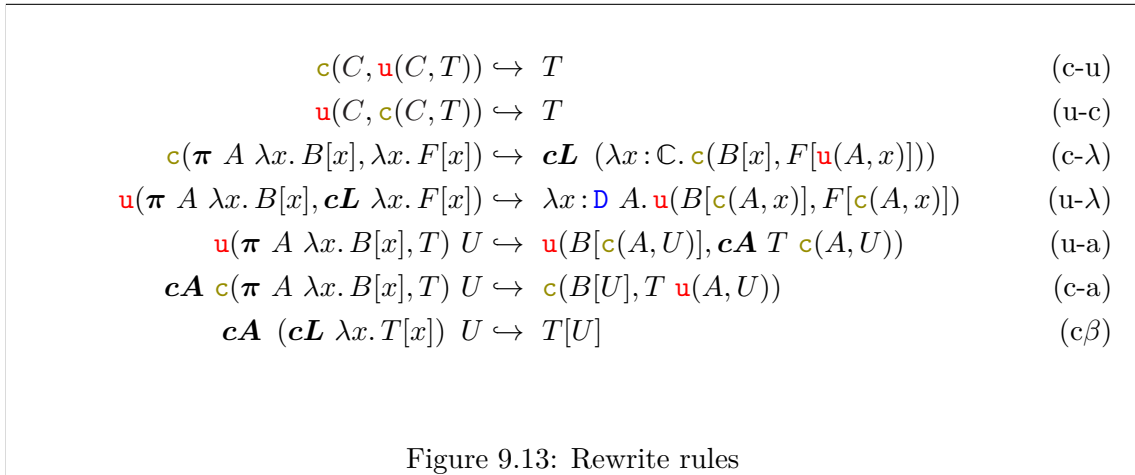 c(C, u(C, T)) ↪ T (c-u)
u(C, c(C, T)) ↪ T (u-c)
c(π A λx. B[x], λx. F[x]) ↪ cL (λx : ℂ. c(B[x], F[u(A, x)])) (c-λ)
u(π A λx. B[x], cL λx. F[x]) ↪ λx : D A. u(B[c(A, x)], F[c(A, x)]) (u-λ)
u(π A λx. B[x], T) U ↪ u(B[c(A, U)], cA T c(A, U)) (u-a)
cA c(π A λx. B[x], T) U ↪ c(B[U], T u(A, U)) (c-a)
cA (cL λx. T[x]) U ↪ T[U] (cβ)
Figure 9.13: Rewrite rules